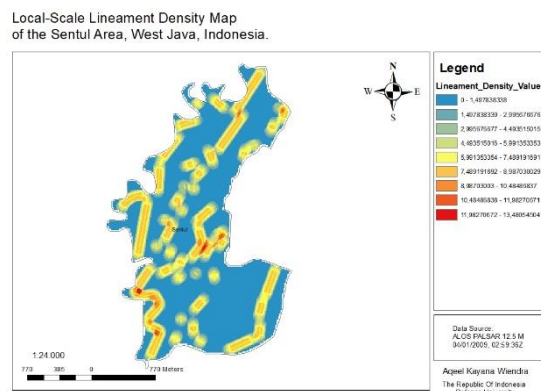 Local-Scale Lineament Density Map
of the Sentul Area, West Java, Indonesia.
N
W
E
S
Sentul
1:24.000
770 385 0 770 Meters
Legend
Lineament_Density_Value
0 - 1,497838339
1,497838339 - 2,995676676
2,995676677 - 4,493515015
4,493515016 - 5,991353353
5,991353354 - 7,489191691
7,489191692 - 8,987030029
8,98703003 - 10,48486837
10,48486838 - 11,98270671
11,98270672 - 13,48054504
Data Source:
ALOS PALSAR 12.5 M
04/01/2009, 02:59:36Z
Aqeel Kayana Wiendra
The Republic Of Indonesia